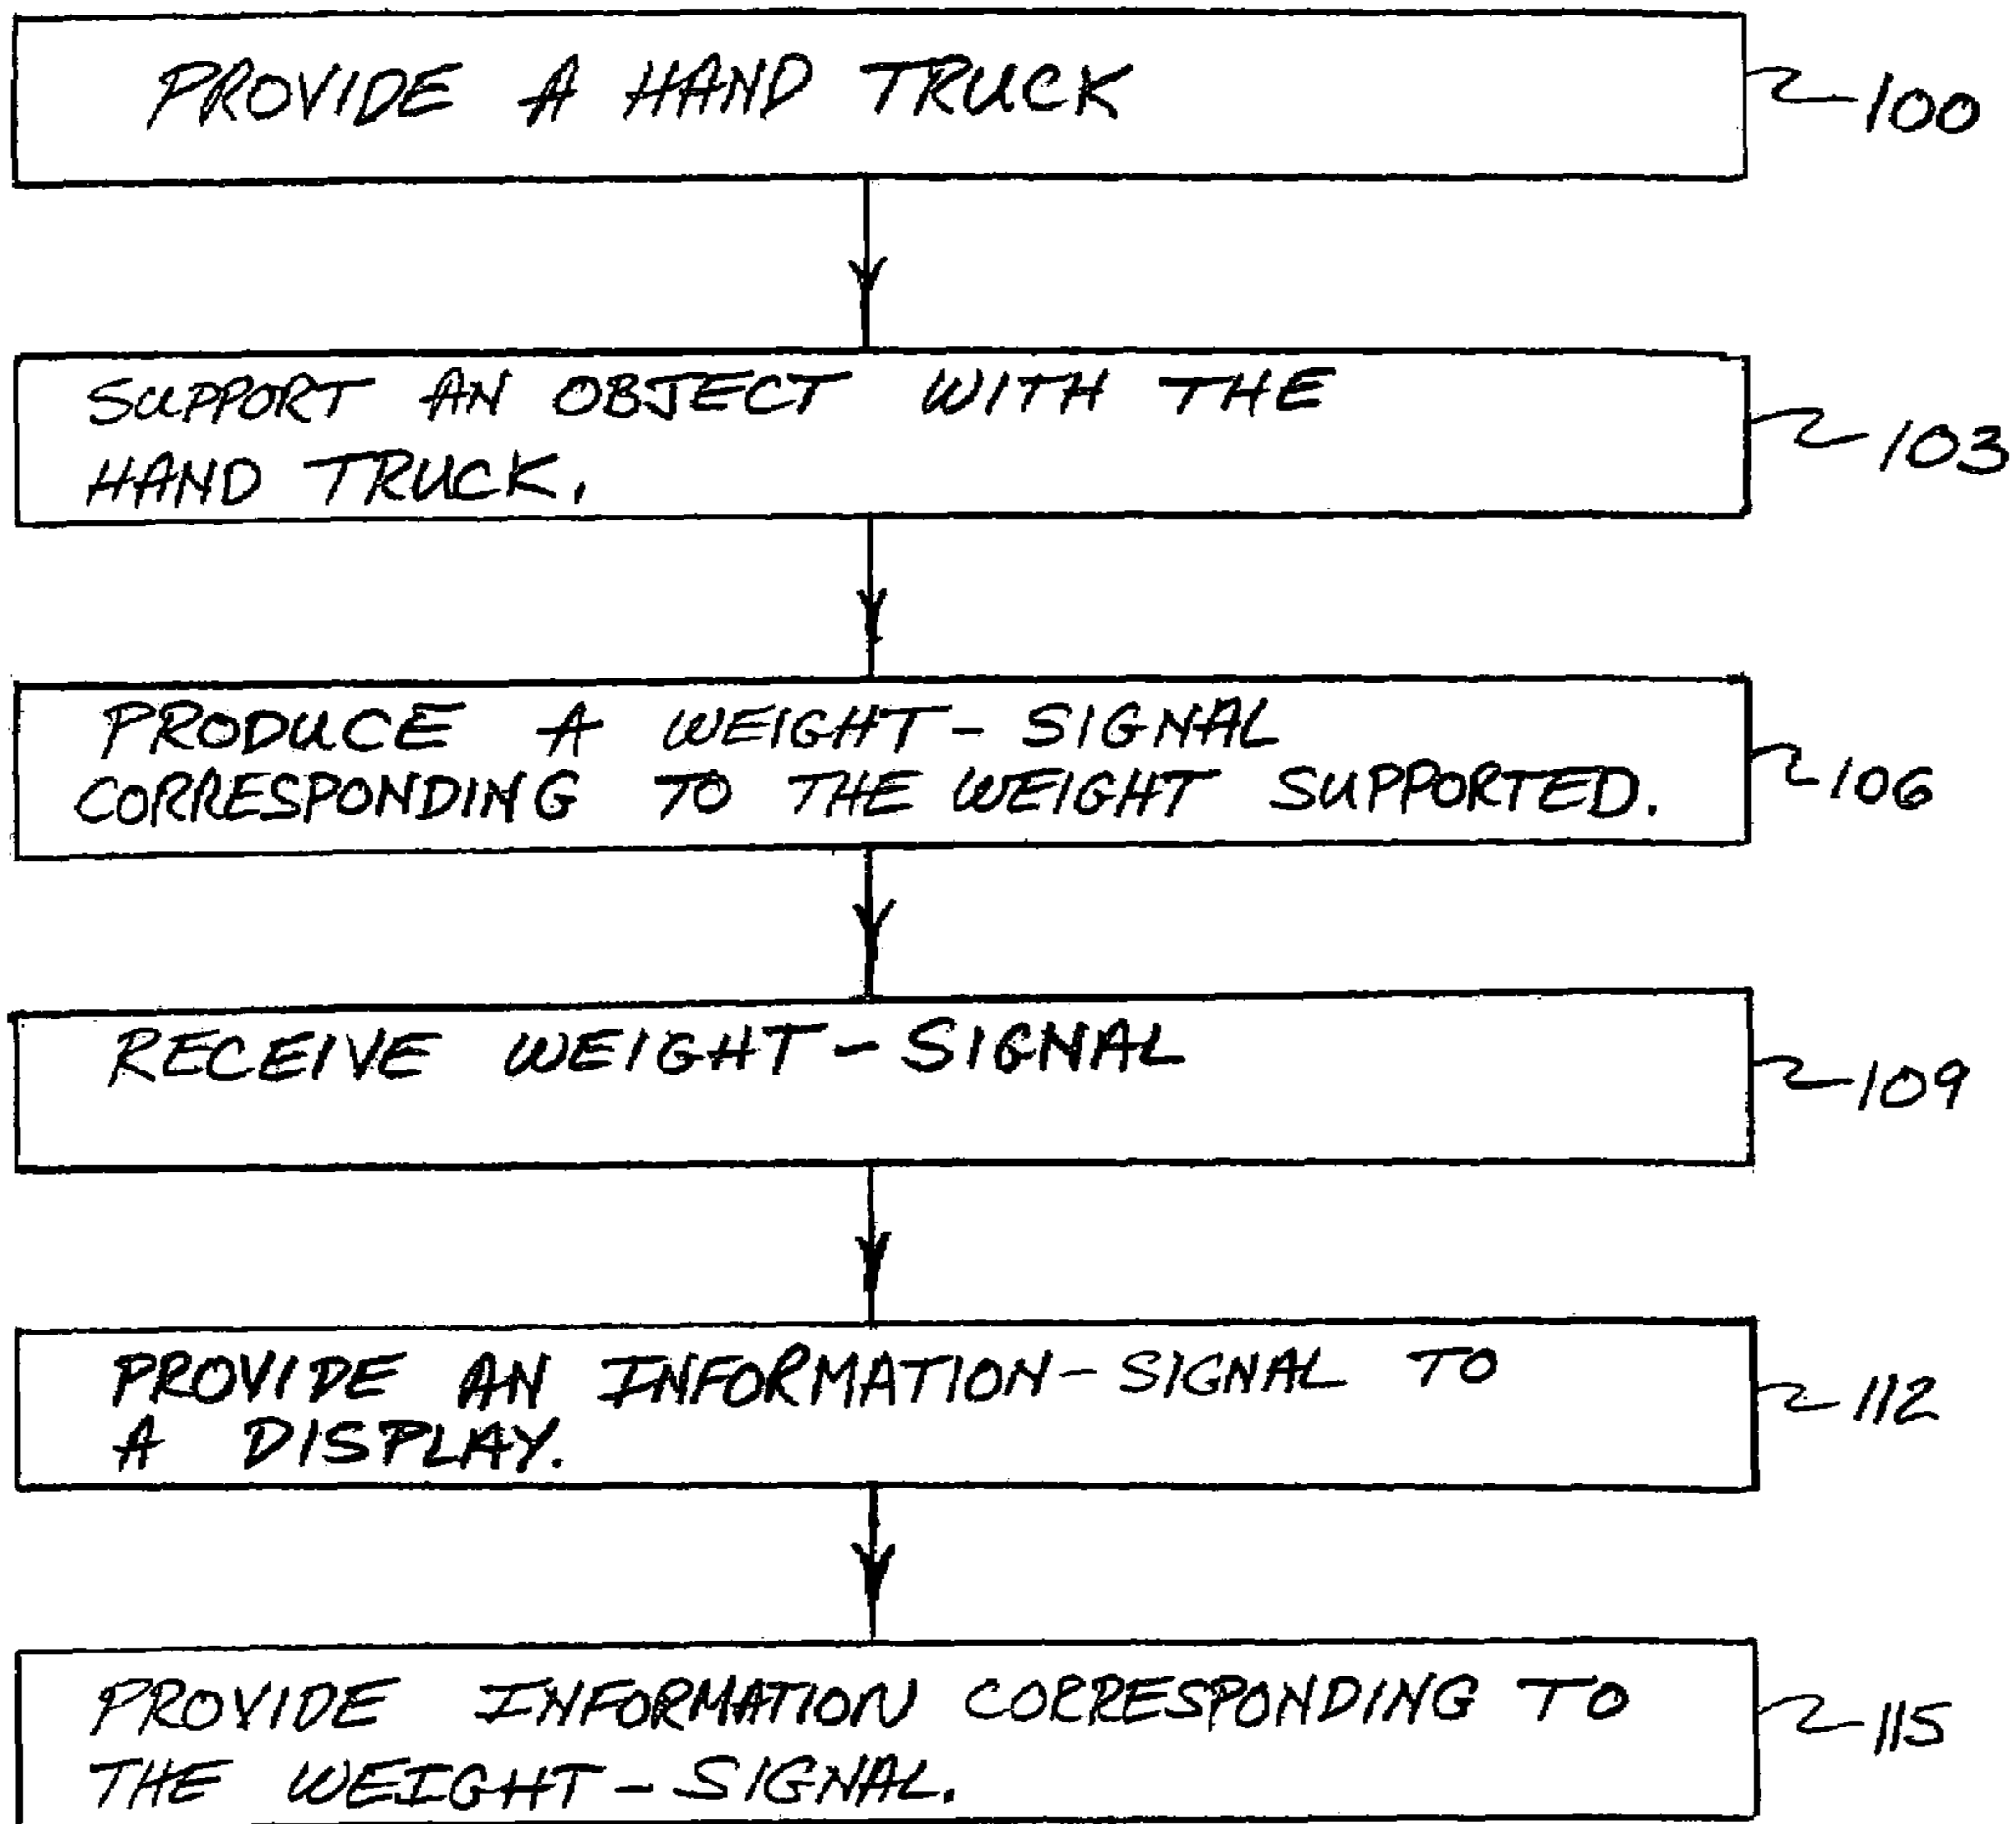 PROVIDE A HAND TRUCK
100
SUPPORT AN OBJECT WITH THE
HAND TRUCK.
103
PRODUCE A WEIGHT-SIGNAL
CORRESPONDING TO THE WEIGHT SUPPORTED.
106
RECEIVE WEIGHT-SIGNAL
109
PROVIDE AN INFORMATION-SIGNAL TO
A DISPLAY.
112
PROVIDE INFORMATION CORRESPONDING TO
THE WEIGHT-SIGNAL.
115